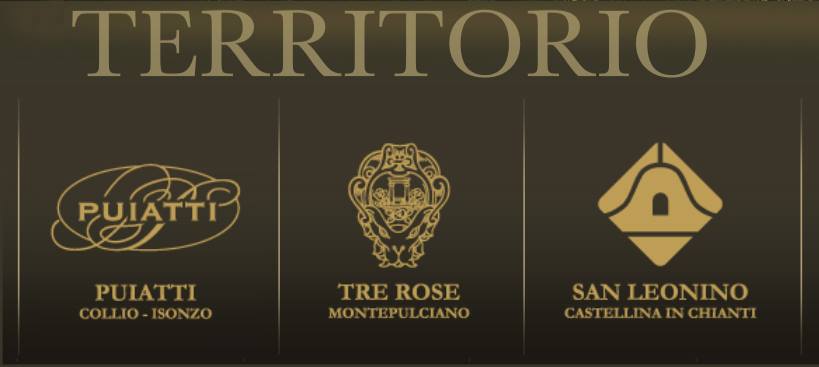 TERRITORIO
PUIATTI
PUIATTI
COLLIO - ISONZO
TRE ROSE
MONTEPULCIANO
SAN LEONINO
CASTELLINA IN CHIANTI